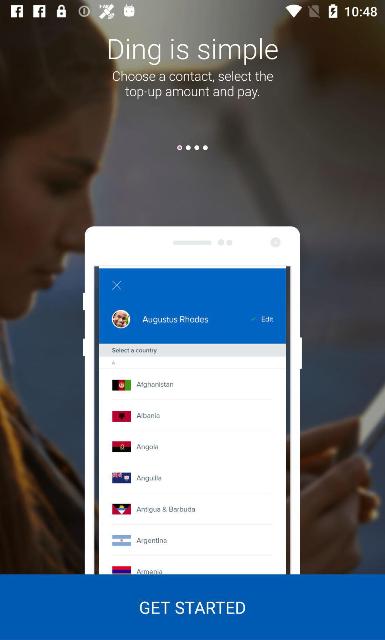 10:48
Ding is simple
Choose a contact, select the
top-up amount and pay.
Augustus Rhodes
Edit
Select a country
A
Afghanistan
Albania
Angola
Anguilla
Antigua & Barbuda
Argentina
Armenia
GET STARTED